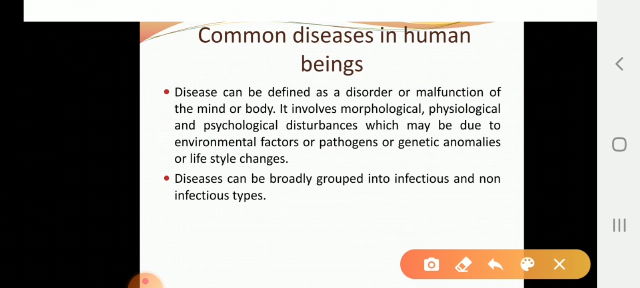 Common diseases in human
beings
• Disease can be defined as a disorder or malfunction of
the mind or body. It involves morphological, physiological
and psychological disturbances which may be due to
environmental factors or pathogens or genetic anomalies
or life style changes.
• Diseases can be broadly grouped into infectious and non
infectious types.